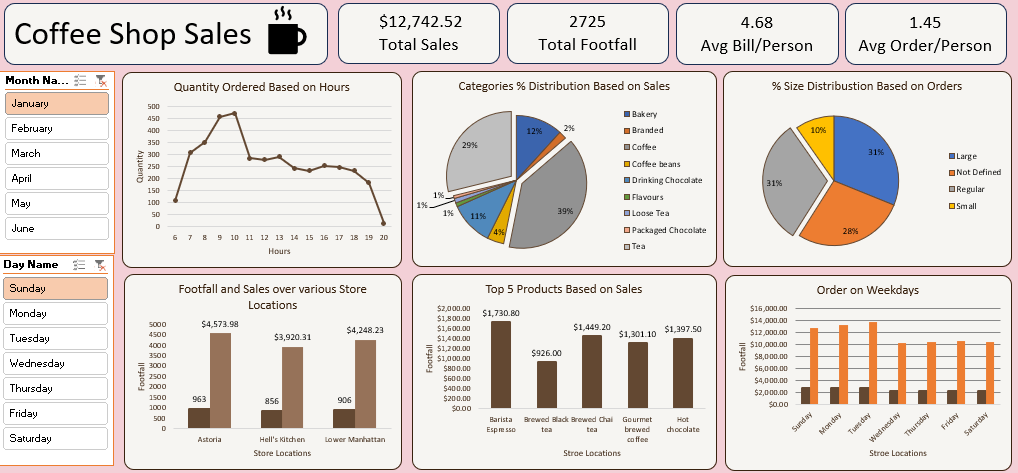 Coffee Shop Sales
$12,742.52
Total Sales
2725
Total Footfall
4.68
Avg Bill/Person
1.45
Avg Order/Person
Month Na...
January
February
March
April
May
June
Day Name
Sunday
Monday
Tuesday
Wednesday
Thursday
Friday
Saturday
Quantity Ordered Based on Hours
Quantity
500
450
400
350
300
250
200
150
100
50
0
6 7 8 9 10 11 12 13 14 15 16 17 18 19 20
Hours
Categories % Distribution Based on Sales
12%
2%
39%
4%
11%
1%
1%
1%
29%
Bakery
Branded
Coffee
Coffee beans
Drinking Chocolate
Flavours
Loose Tea
Packaged Chocolate
Tea
% Size Distribustion Based on Orders
31%
28%
31%
10%
Large
Not Defined
Regular
Small
Footfall and Sales over various Store
Locations
Footfall
5000
4500
4000
3500
3000
2500
2000
1500
1000
500
0
963
$4,573.98
856
$3,920.31
906
$4,248.23
Astoria
Hell's Kitchen
Lower Manhattan
Store Locations
Top 5 Products Based on Sales
Footfall
$2,000.00
$1,800.00
$1,600.00
$1,400.00
$1,200.00
$1,000.00
$800.00
$600.00
$400.00
$200.00
$0.00
$1,730.80
$926.00
$1,449.20
$1,301.10
$1,397.50
Barista
Espresso
Brewed Black
tea
Brewed Chai
tea
Gourmet
brewed
coffee
Hot
chocolate
Stroe Locations
Order on Weekdays
Footfall
$16,000.00
$14,000.00
$12,000.00
$10,000.00
$8,000.00
$6,000.00
$4,000.00
$2,000.00
$0.00
Sunday
Monday
Tuesday
Wednesday
Thursday
Friday
Saturday
Stroe Locations